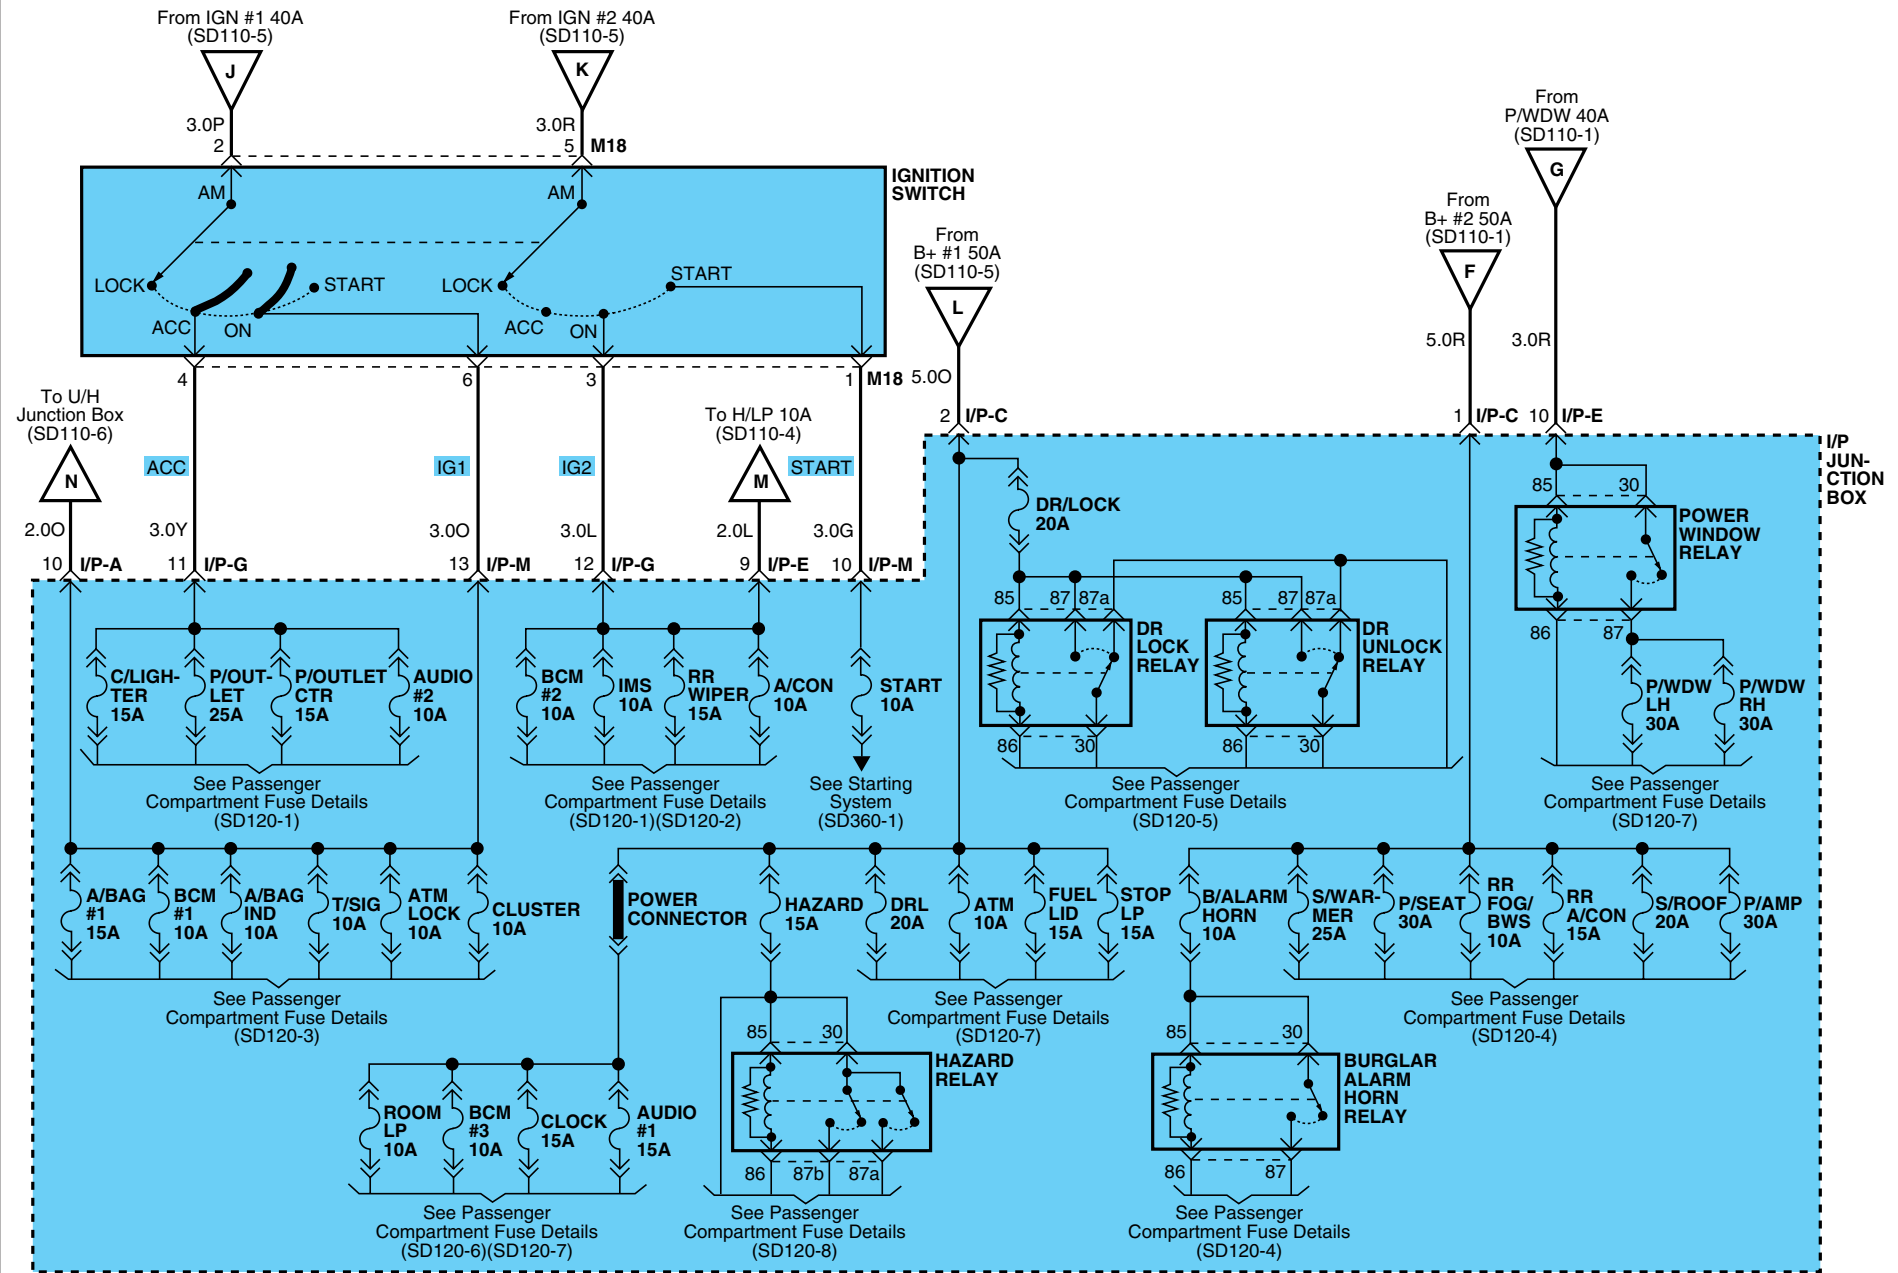 From IGN #1 40A
(SD110-5)
J
3.0P
2
From IGN #2 40A
(SD110-5)
K
3.0R
5
M18
IGNITION
SWITCH
AM
AM
LOCK
ACC
ON
START
LOCK
ACC
ON
START
4
6
3
1
M18
From
B+ #1 50A
(SD110-5)
L
5.0O
2
I/P-C
From
B+ #2 50A
(SD110-1)
F
5.0R
1
I/P-C
From
P/WDW 40A
(SD110-1)
G
3.0R
10
I/P-E
I/P
JUN-
CTION
BOX
To U/H
Junction Box
(SD110-6)
N
2.0O
10
I/P-A
ACC
3.0Y
11
I/P-G
IG1
3.0O
13
I/P-M
IG2
3.0L
12
I/P-G
To H/LP 10A
(SD110-4)
M
2.0L
9
I/P-E
START
3.0G
10
I/P-M
DR/LOCK
20A
85
87
87a
DR
LOCK
RELAY
86
30
85
87
87a
DR
UNLOCK
RELAY
86
30
See Passenger
Compartment Fuse Details
(SD120-5)
85
30
POWER
WINDOW
RELAY
86
87
P/WDW
LH
30A
P/WDW
RH
30A
See Passenger
Compartment Fuse Details
(SD120-7)
C/LIGH-
TER
15A
P/OUT-
LET
25A
P/OUTLET
CTR
15A
AUDIO
#2
10A
See Passenger
Compartment Fuse Details
(SD120-1)
BCM
#2
10A
IMS
10A
RR
WIPER
15A
A/CON
10A
See Passenger
Compartment Fuse Details
(SD120-1)(SD120-2)
START
10A
See Starting
System
(SD360-1)
A/BAG
#1
15A
BCM
#1
10A
A/BAG
IND
10A
T/SIG
10A
ATM
LOCK
10A
CLUSTER
10A
See Passenger
Compartment Fuse Details
(SD120-3)
POWER
CONNECTOR
HAZARD
15A
DRL
20A
ATM
10A
FUEL
LID
15A
STOP
LP
15A
See Passenger
Compartment Fuse Details
(SD120-7)
B/ALARM
HORN
10A
S/WAR-
MER
25A
P/SEAT
30A
RR
FOG/
BWS
10A
RR
A/CON
15A
S/ROOF
20A
P/AMP
30A
See Passenger
Compartment Fuse Details
(SD120-4)
ROOM
LP
10A
BCM
#3
10A
CLOCK
15A
AUDIO
#1
15A
See Passenger
Compartment Fuse Details
(SD120-6)(SD120-7)
85
30
HAZARD
RELAY
86
87b
87a
See Passenger
Compartment Fuse Details
(SD120-8)
85
30
BURGLAR
ALARM
HORN
RELAY
86
87
See Passenger
Compartment Fuse Details
(SD120-4)